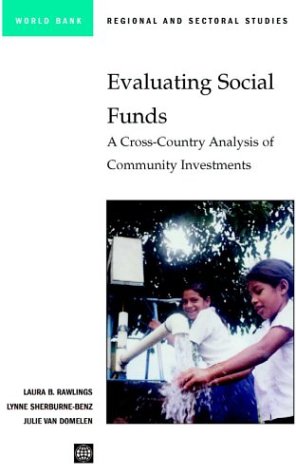 WORLD BANK
REGIONAL AND SECTORAL STUDIES
Evaluating Social
Funds
A Cross-Country Analysis of
Community Investments
LAURA B. RAWLINGS
LYNNE SHERBURNE-BENZ
JULIE VAN DOMELEN